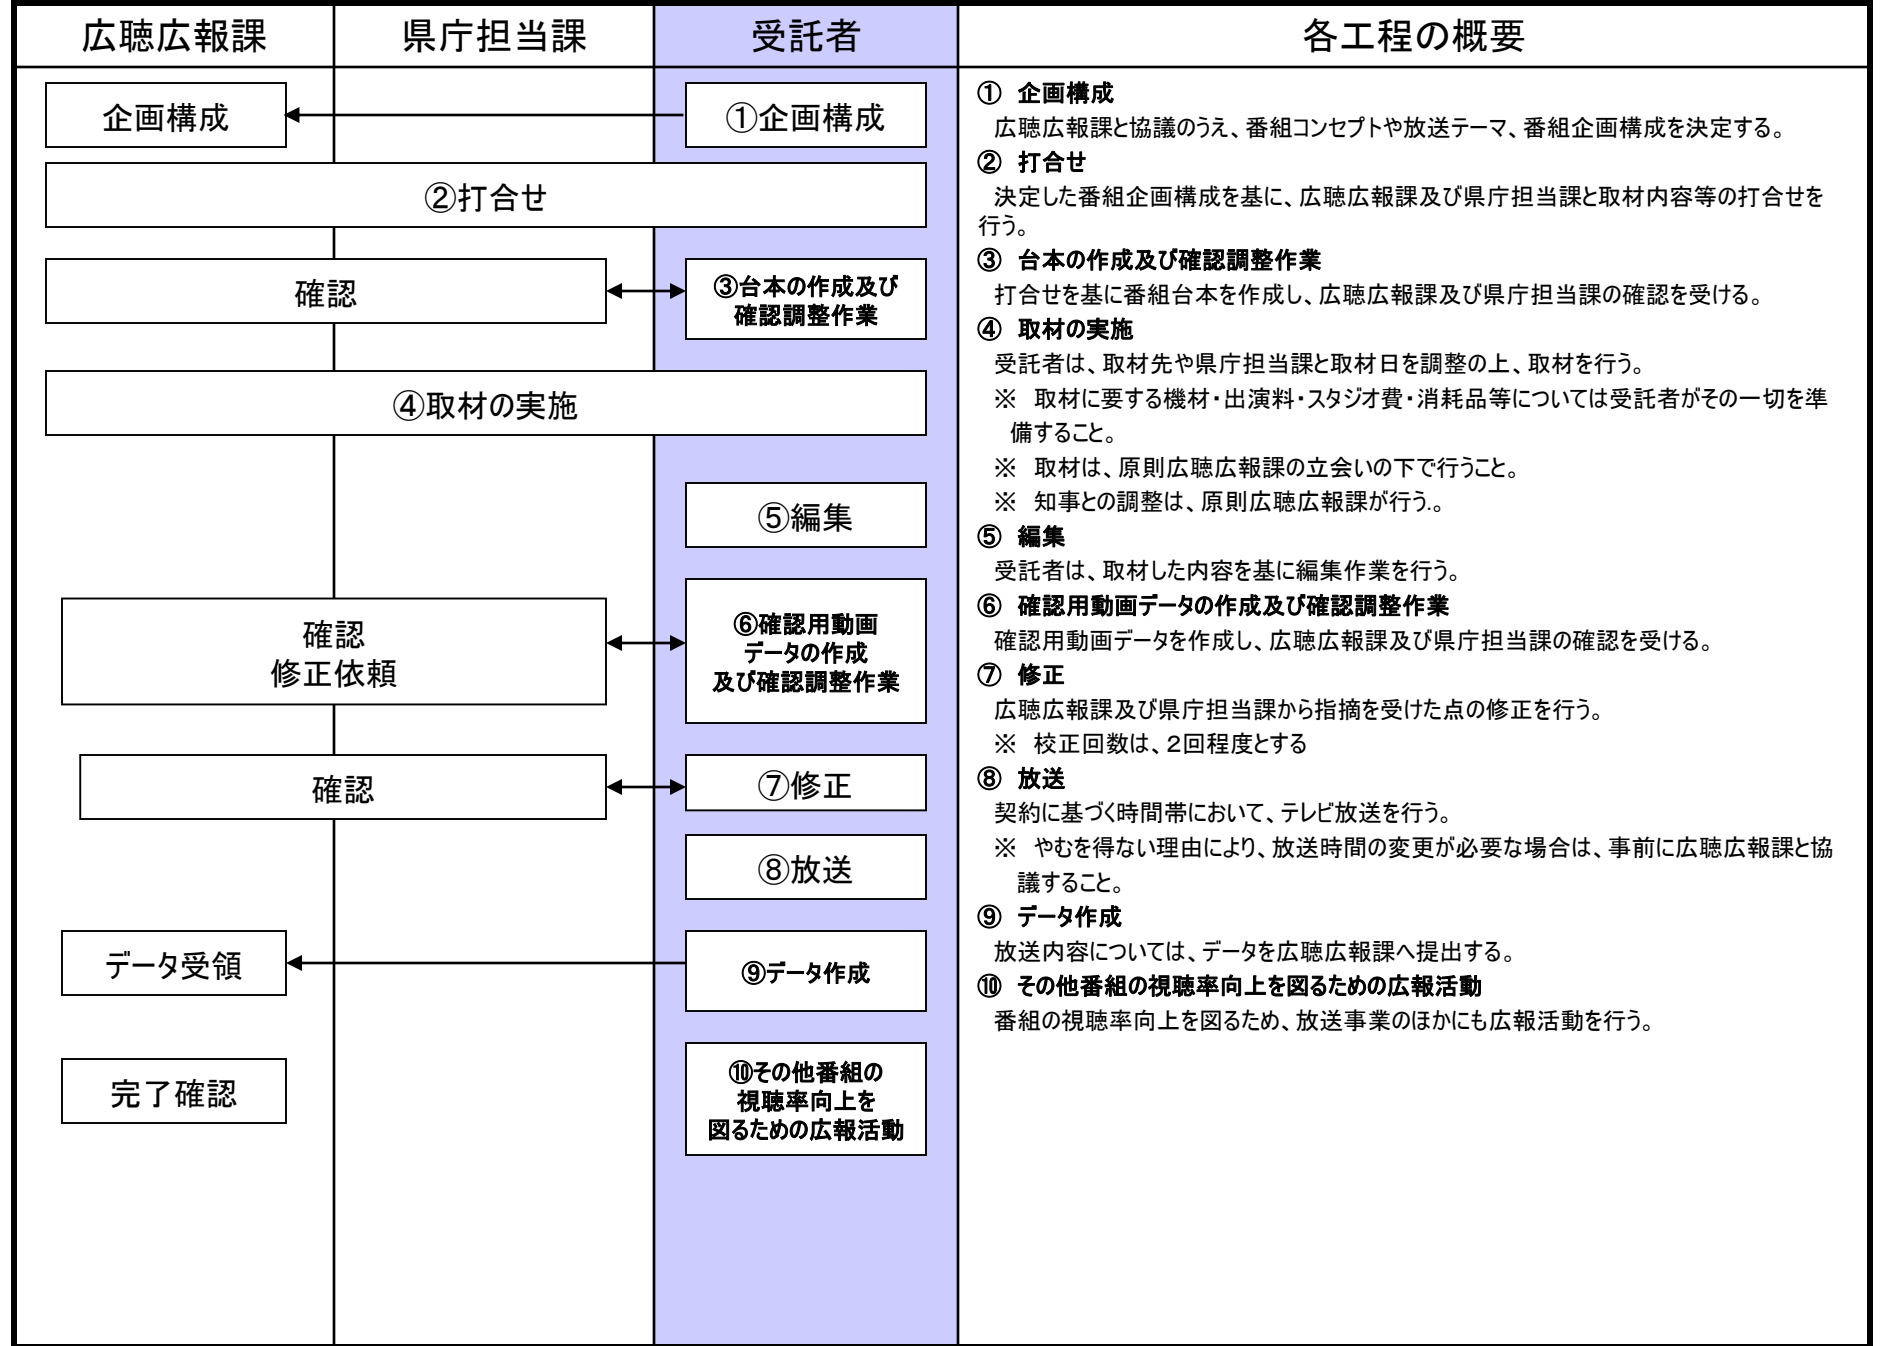 広聴広報課
県庁担当課
受託者
各工程の概要
企画構成
①企画構成
②打合せ
確認
③台本の作成及び
確認調整作業
④取材の実施
⑤編集
確認
修正依頼
⑥確認用動画
データの作成
及び確認調整作業
確認
⑦修正
⑧放送
データ受領
⑨データ作成
完了確認
⑩その他番組の
視聴率向上を
図るための広報活動
① 企画構成
広聴広報課と協議のうえ、番組コンセプトや放送テーマ、番組企画構成を決定する。
② 打合せ
決定した番組企画構成を基に、広聴広報課及び県庁担当課と取材内容等の打合せを
行う。
③ 台本の作成及び確認調整作業
打合せを基に番組台本を作成し、広聴広報課及び県庁担当課の確認を受ける。
④ 取材の実施
受託者は、取材先や県庁担当課と取材日を調整の上、取材を行う。
※ 取材に要する機材・出演料・スタジオ費・消耗品等については受託者がその一切を準
備すること。
※ 取材は、原則広聴広報課の立会いの下で行うこと。
※ 知事との調整は、原則広聴広報課が行う.。
⑤ 編集
受託者は、取材した内容を基に編集作業を行う。
⑥ 確認用動画データの作成及び確認調整作業
確認用動画データを作成し、広聴広報課及び県庁担当課の確認を受ける。
⑦ 修正
広聴広報課及び県庁担当課から指摘を受けた点の修正を行う。
※ 校正回数は、２回程度とする
⑧ 放送
契約に基づく時間帯において、テレビ放送を行う。
※ やむを得ない理由により、放送時間の変更が必要な場合は、事前に広聴広報課と協
議すること。
⑨ データ作成
放送内容については、データを広聴広報課へ提出する。
⑩ その他番組の視聴率向上を図るための広報活動
番組の視聴率向上を図るため、放送事業のほかにも広報活動を行う。